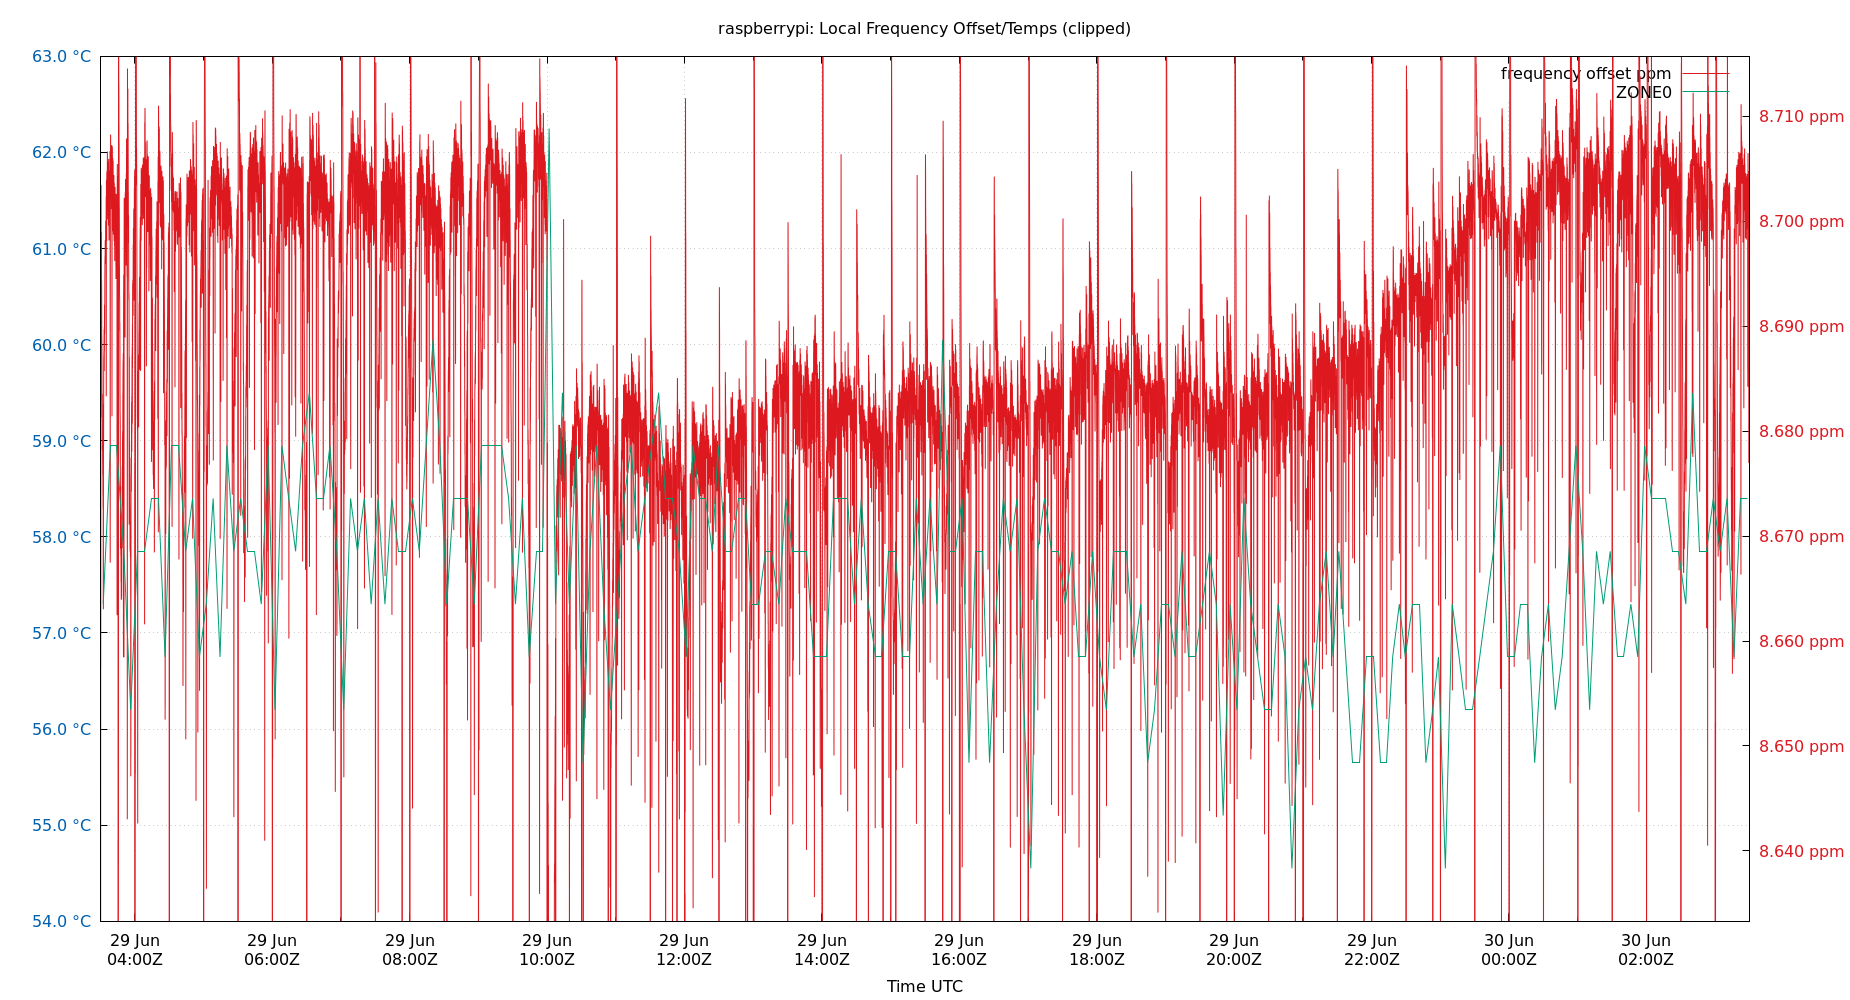 raspberrypi: Local Frequency Offset/Temps (clipped)
63.0 °C
62.0 °C
61.0 °C
60.0 °C
59.0 °C
58.0 °C
57.0 °C
56.0 °C
55.0 °C
54.0 °C
frequency offset ppm
ZONE0
8.710 ppm
8.700 ppm
8.690 ppm
8.680 ppm
8.670 ppm
8.660 ppm
8.650 ppm
8.640 ppm
29 Jun 29 Jun 29 Jun 29 Jun 29 Jun 29 Jun 29 Jun 29 Jun 29 Jun 29 Jun 30 Jun 30 Jun
04:00Z 06:00Z 08:00Z 10:00Z 12:00Z 14:00Z 16:00Z 18:00Z 20:00Z 22:00Z 00:00Z 02:00Z
Time UTC